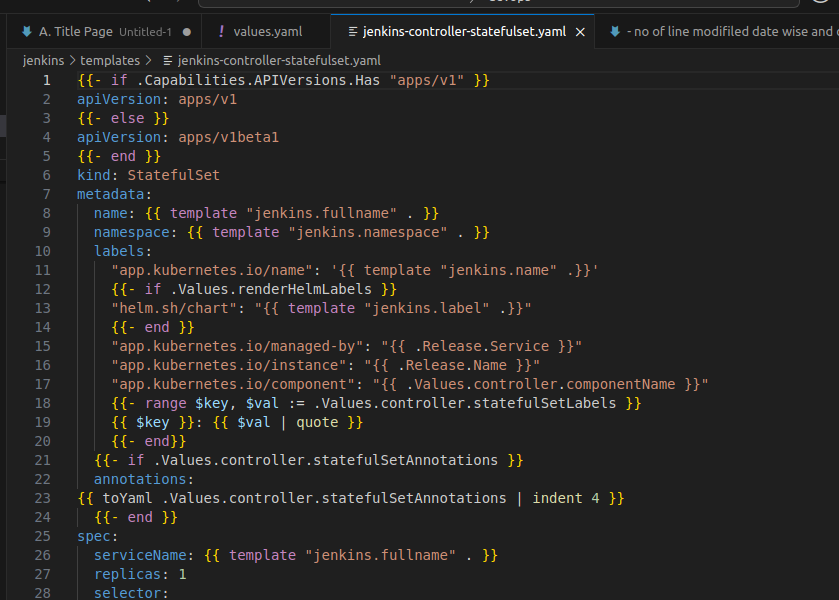 A. Title Page Untitled-1
values.yaml
jenkins-controller-statefulset.yaml
- no of line modifiled date wise and
jenkins > templates > jenkins-controller-statefulset.yaml
1 {{- if .Capabilities.APIVersions.Has "apps/v1" }}
2 apiVersion: apps/v1
3 {{- else }}
4 apiVersion: apps/v1beta1
5 {{- end }}
6 kind: StatefulSet
7 metadata:
8 name: {{ template "jenkins.fullname" . }}
9 namespace: {{ template "jenkins.namespace" . }}
10 labels:
11 "app.kubernetes.io/name": '{{ template "jenkins.name" .}}'
12 {{- if .Values.renderHelmLabels }}
13 "helm.sh/chart": "{{ template "jenkins.label" .}}"
14 {{- end }}
15 "app.kubernetes.io/managed-by": "{{ .Release.Service }}"
16 "app.kubernetes.io/instance": "{{ .Release.Name }}"
17 "app.kubernetes.io/component": "{{ .Values.controller.componentName }}"
18 {{- range $key, $val := .Values.controller.statefulSetLabels }}
19 {{ $key }}: {{ $val | quote }}
20 {{- end}}
21 {{- if .Values.controller.statefulSetAnnotations }}
22 annotations:
23 {{ toYaml .Values.controller.statefulSetAnnotations | indent 4 }}
24 {{- end }}
25 spec:
26 serviceName: {{ template "jenkins.fullname" . }}
27 replicas: 1
28 selector: